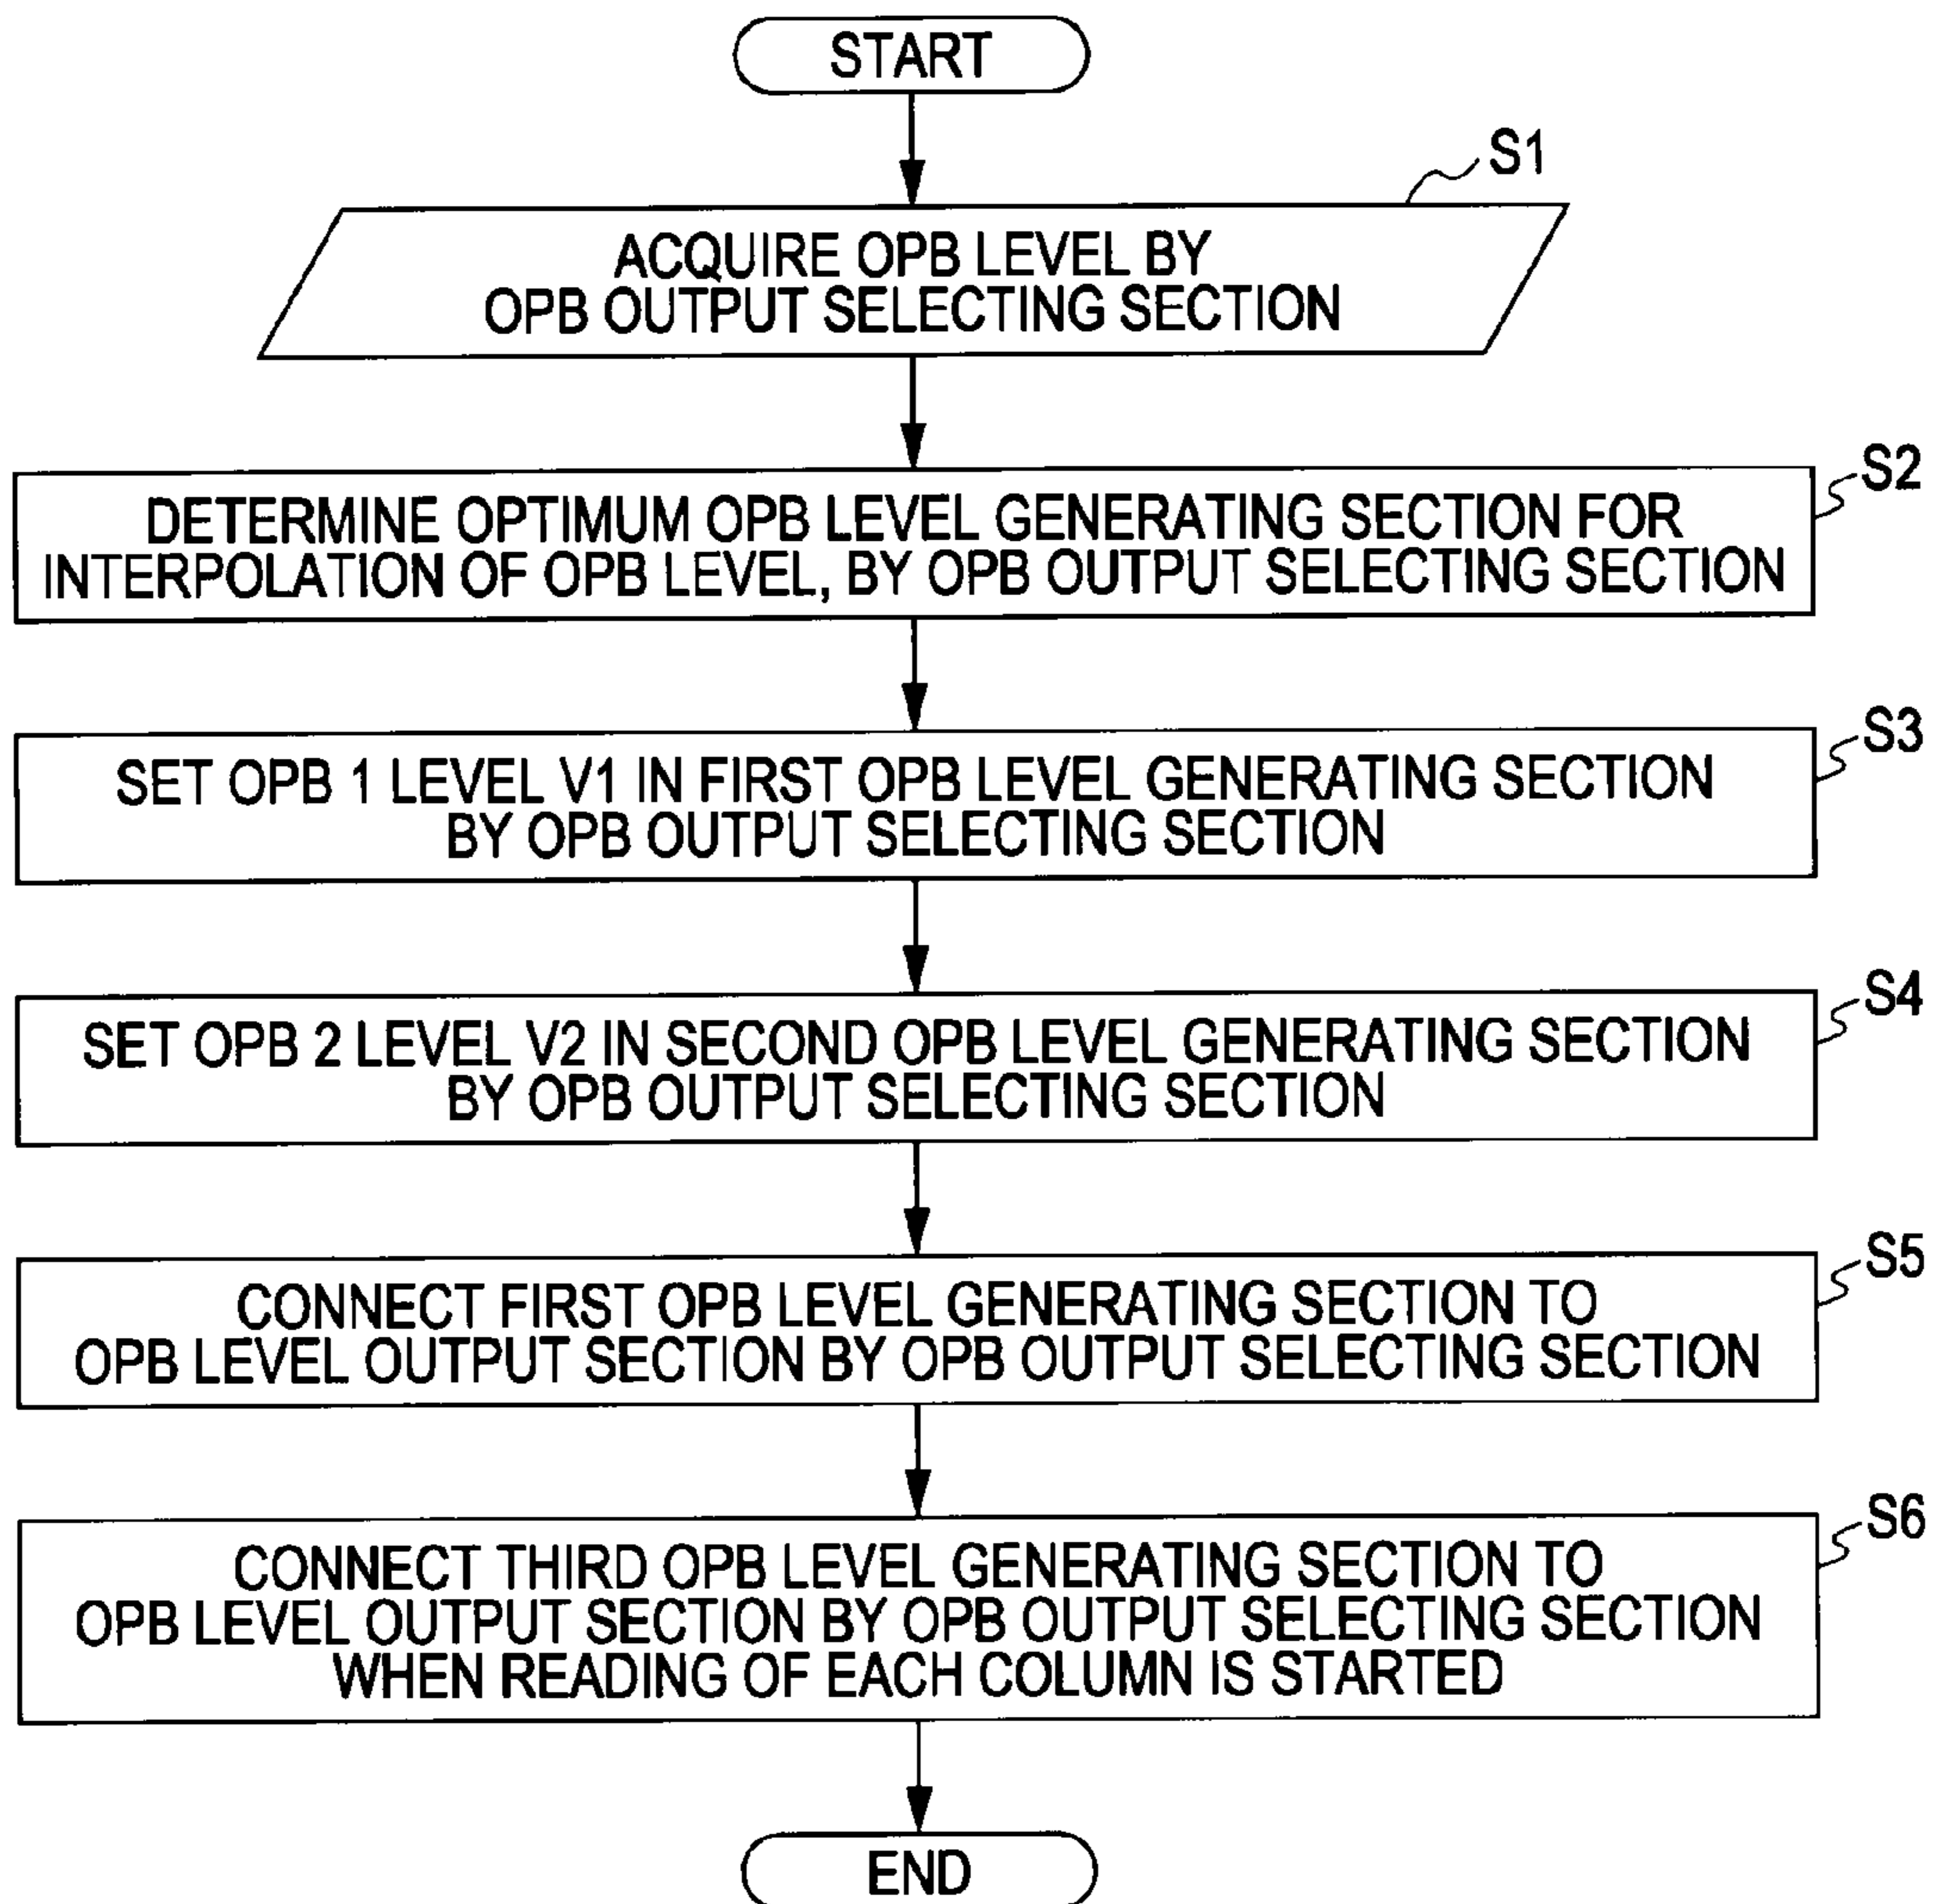 START
S1
ACQUIRE OPB LEVEL BY
OPB OUTPUT SELECTING SECTION
S2
DETERMINE OPTIMUM OPB LEVEL GENERATING SECTION FOR
INTERPOLATION OF OPB LEVEL, BY OPB OUTPUT SELECTING SECTION
S3
SET OPB 1 LEVEL V1 IN FIRST OPB LEVEL GENERATING SECTION
BY OPB OUTPUT SELECTING SECTION
S4
SET OPB 2 LEVEL V2 IN SECOND OPB LEVEL GENERATING SECTION
BY OPB OUTPUT SELECTING SECTION
S5
CONNECT FIRST OPB LEVEL GENERATING SECTION TO
OPB LEVEL OUTPUT SECTION BY OPB OUTPUT SELECTING SECTION
S6
CONNECT THIRD OPB LEVEL GENERATING SECTION TO
OPB LEVEL OUTPUT SECTION BY OPB OUTPUT SELECTING SECTION
WHEN READING OF EACH COLUMN IS STARTED
END